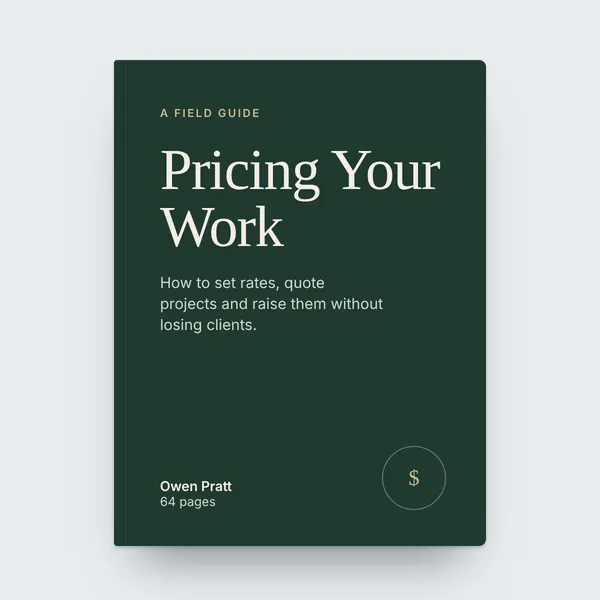 A FIELD GUIDE
Pricing Your
Work
How to set rates, quote
projects and raise them without
losing clients.
Owen Pratt
64 pages
$